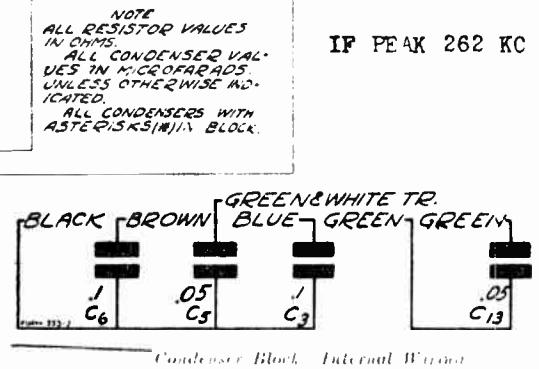 NOTE
ALL RESISTOR VALUES
IN OHMS.
ALL CONDENSER VAL-
UES IN MICROFARADS.
UNLESS OTHERWISE IND-
ICATED.
ALL CONDENSERS WITH
ASTERISKS(*)IN BLOCK.
IF PEAK 262 KC
GREEN&WHITE TR.
BLACK BROWN BLUE GREEN GREEN
.1 .05 .1 .05
C6 C5 C3 C13
Condenser Block Internal Wiring